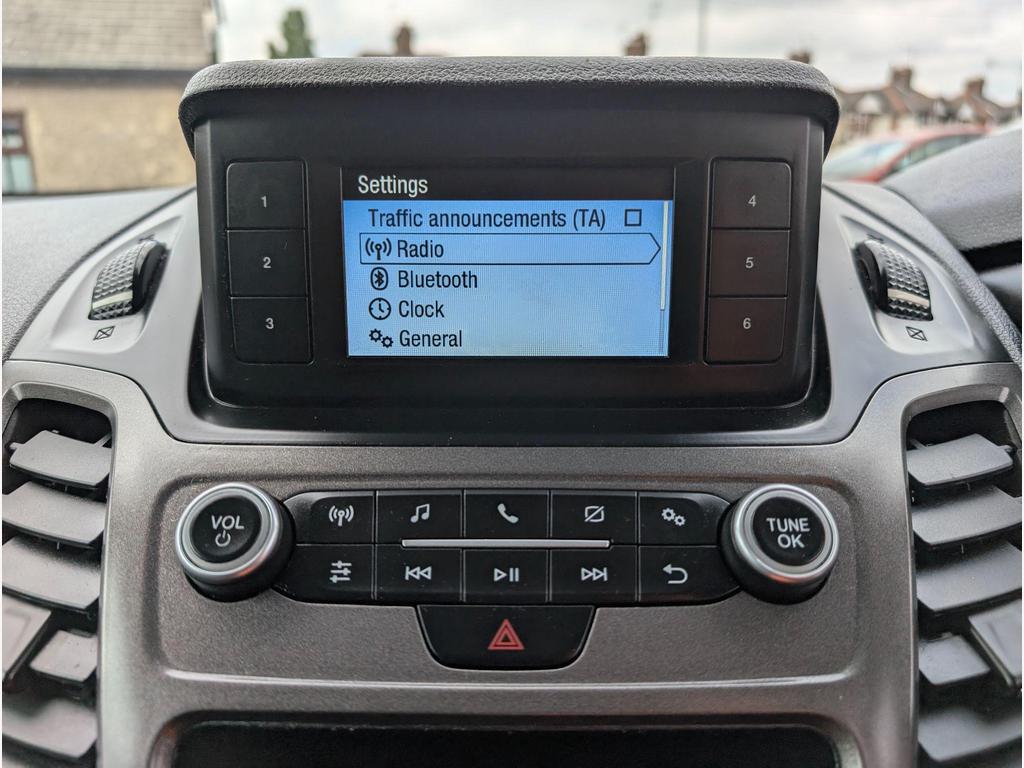 Settings
Traffic announcements (TA)
Radio
Bluetooth
Clock
General
1
2
3
4
5
6
VOL
TUNE
OK